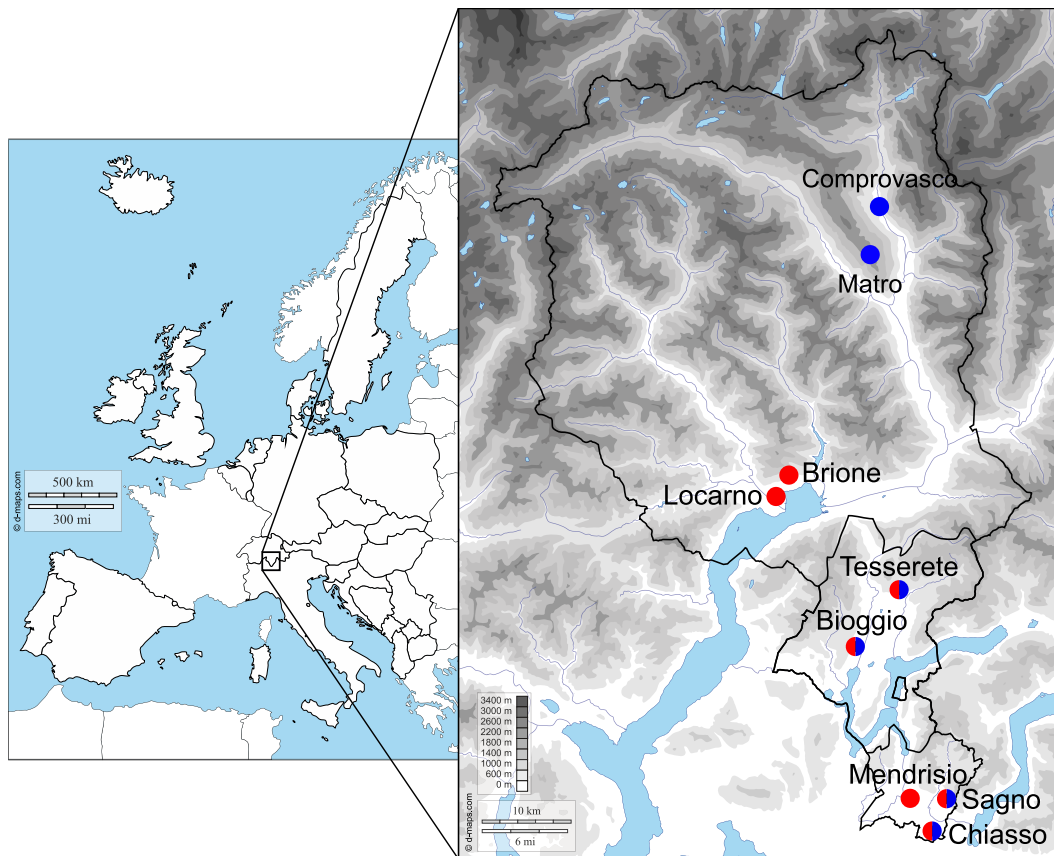 500 km
300 mi
© d-maps.com
Comprovasco
Matro
Brione
Locarno
Tesserete
Bioggio
3400 m
3000 m
2600 m
2200 m
1800 m
1400 m
1000 m
600 m
0 m
Mendrisio
Sagno
Chiasso
10 km
6 mi
© d-maps.com